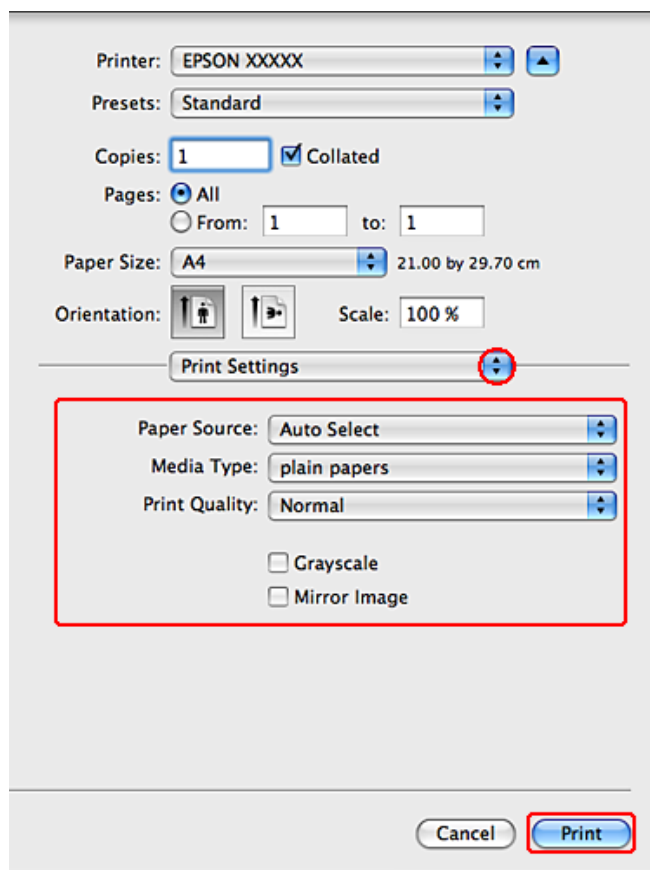 Printer: EPSON XXXXX
Presets: Standard
Copies: 1 Collated
Pages: All
From: 1 to: 1
Paper Size: A4 21.00 by 29.70 cm
Orientation: Scale: 100 %
Print Settings
Paper Source: Auto Select
Media Type: plain papers
Print Quality: Normal
Grayscale
Mirror Image
Cancel Print